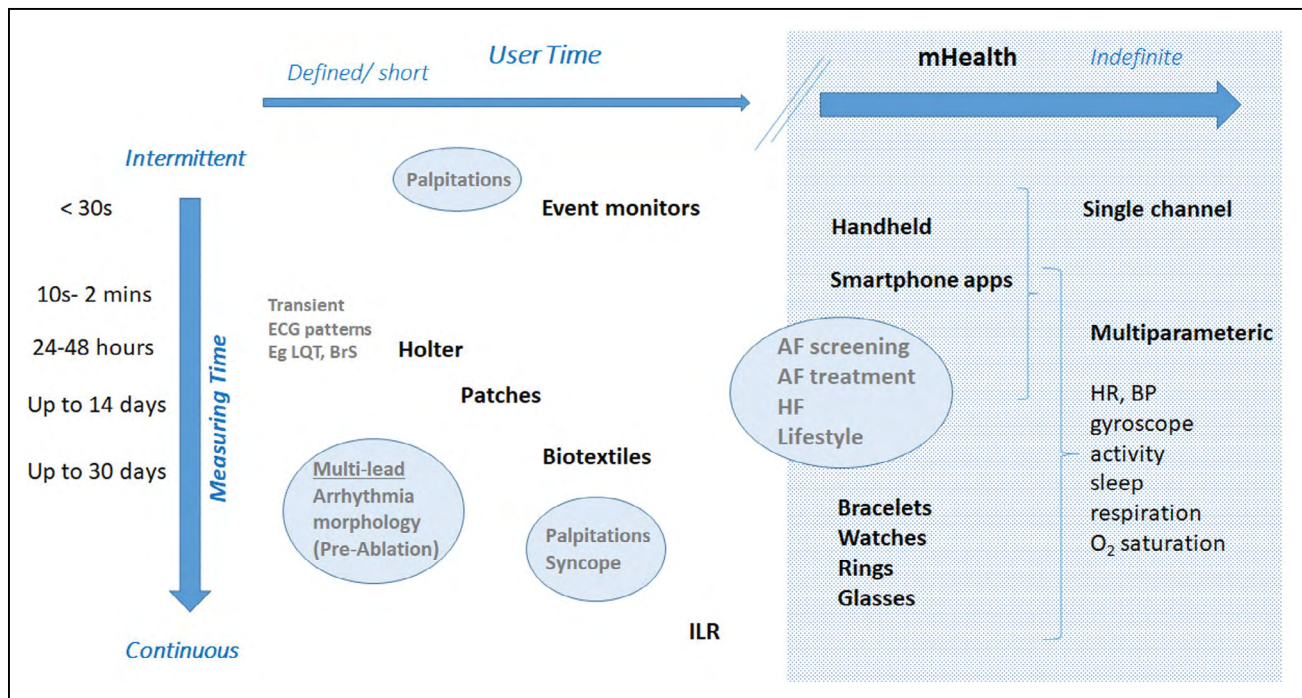 User Time
Defined/ short
mHealth
Indefinite
Intermittent
< 30s
10s- 2 mins
24-48 hours
Up to 14 days
Up to 30 days
Measuring Time
Continuous
Palpitations
Event monitors
Transient
ECG patterns
Eg LQT, BrS
Holter
Patches
Biotextiles
Multi-lead
Arrhythmia
morphology
(Pre-Ablation)
Palpitations
Syncope
ILR
Handheld
Smartphone apps
AF screening
AF treatment
HF
Lifestyle
Bracelets
Watches
Rings
Glasses
Single channel
Multiparameteric
HR, BP
gyroscope
activity
sleep
respiration
O₂ saturation